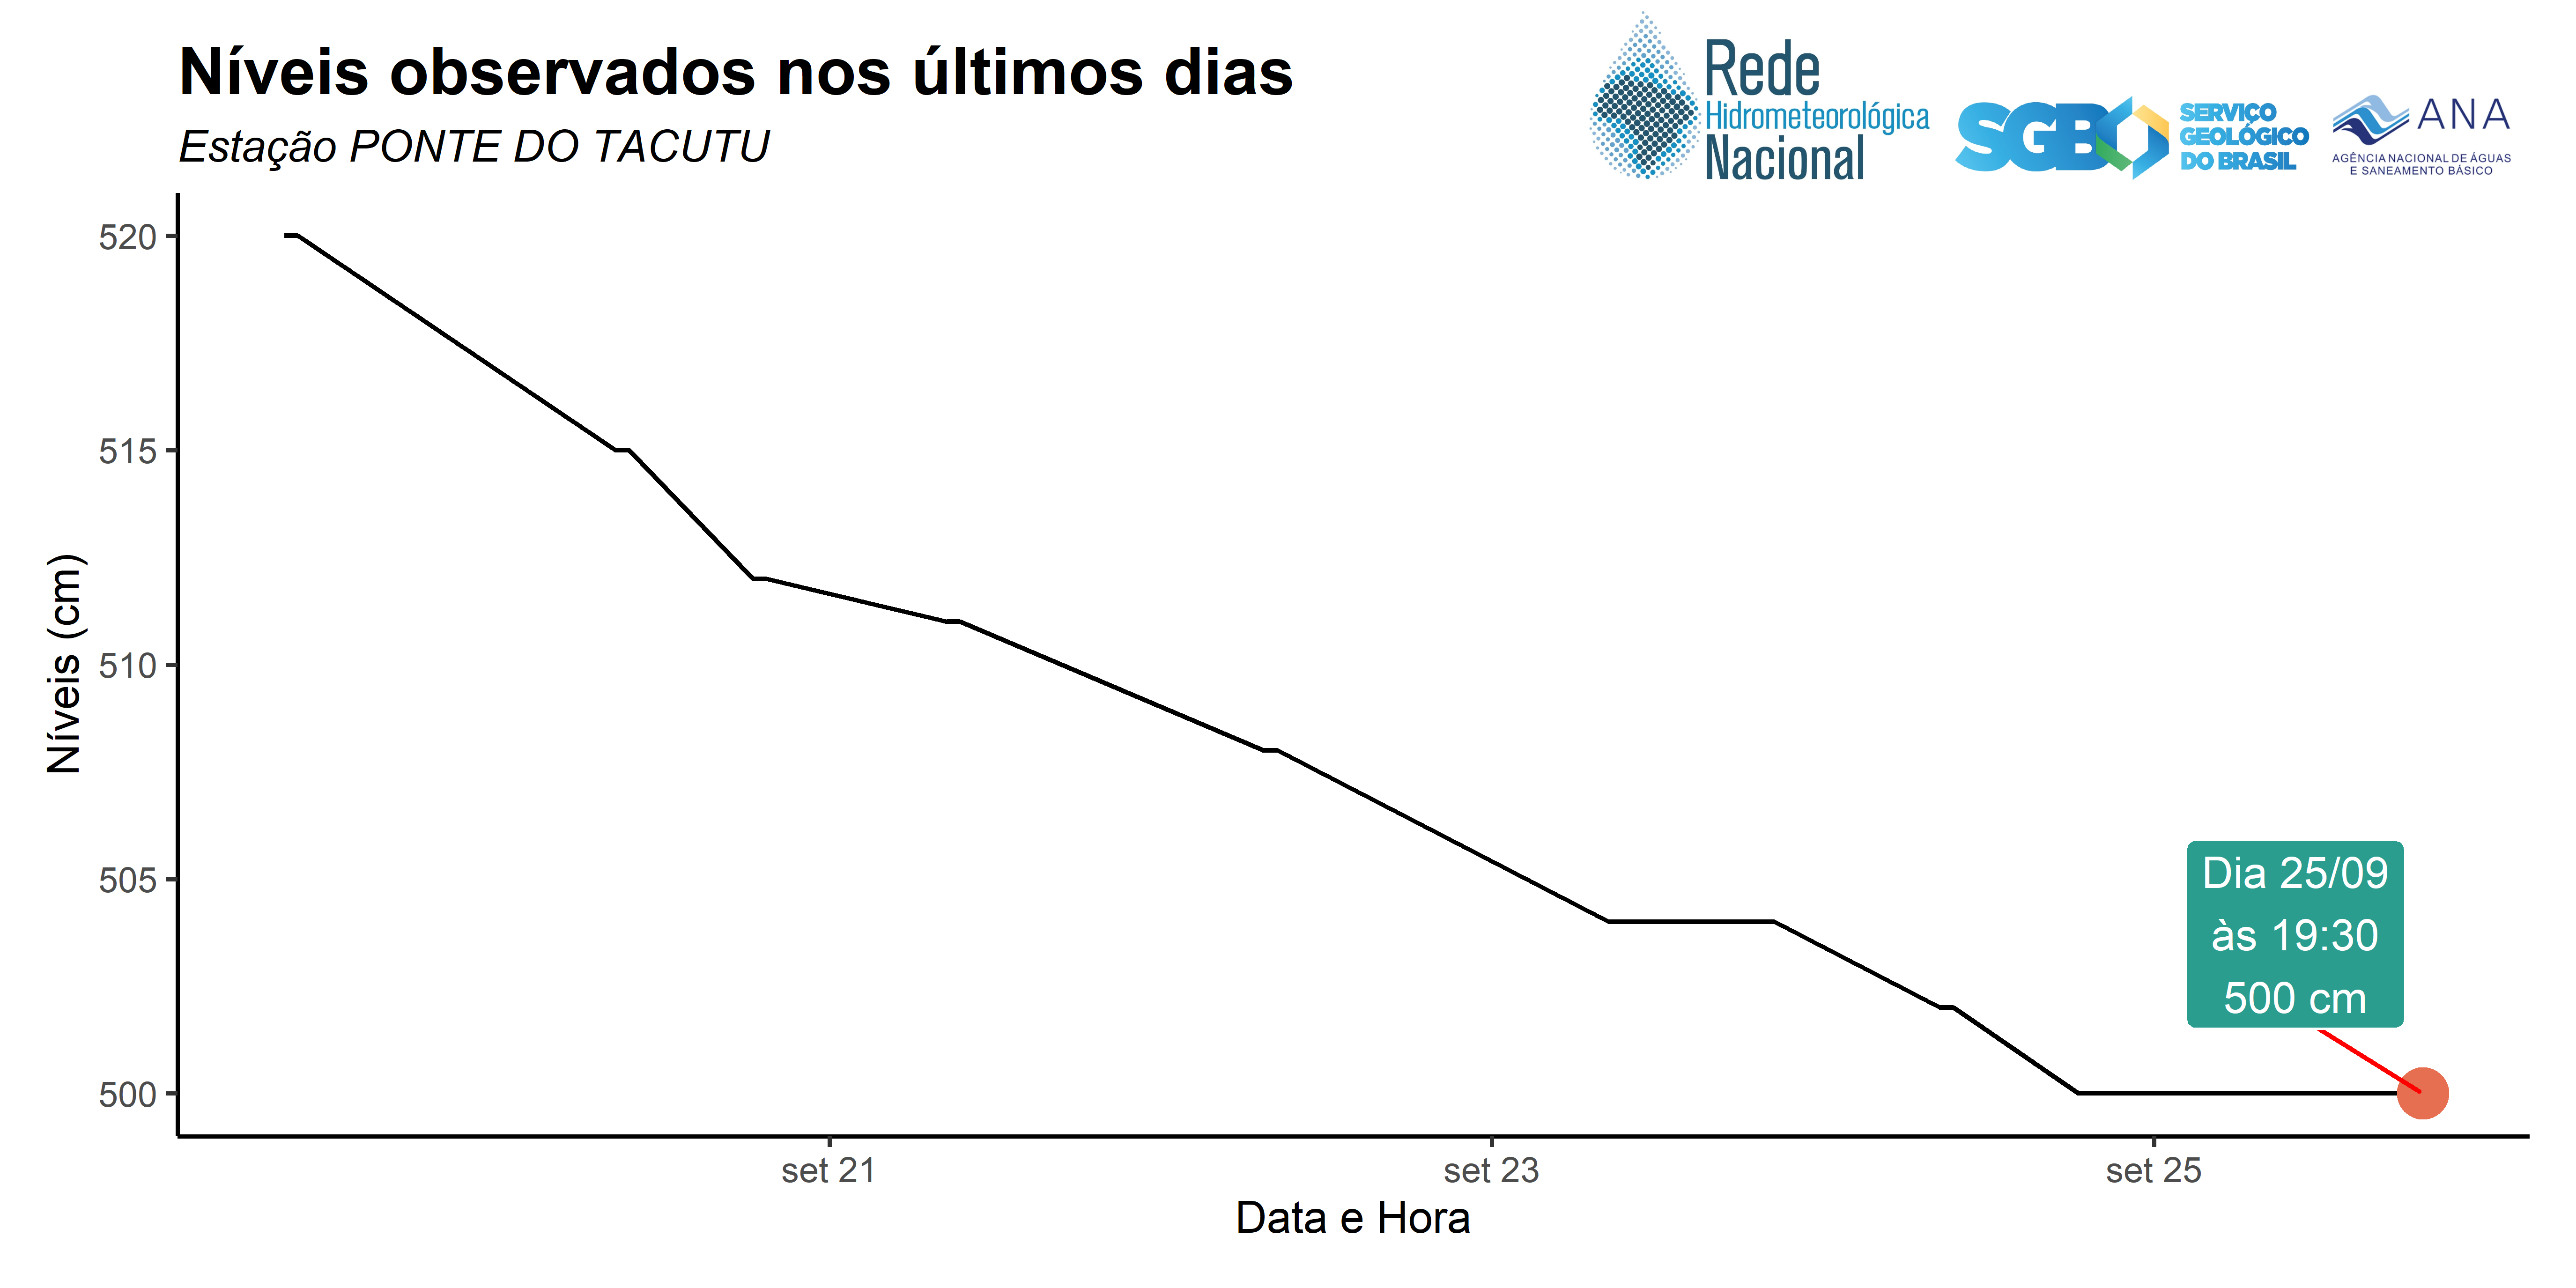 Níveis observados nos últimos dias
Estação PONTE DO TACUTU
Rede
Hidrometeorológica
Nacional
SGB
SERVIÇO
GEOLÓGICO
DO BRASIL
ANA
AGÊNCIA NACIONAL DE ÁGUAS
E SANEAMENTO BÁSICO
Níveis (cm)
520
515
510
505
500
Dia 25/09
às 19:30
500 cm
set 21
set 23
set 25
Data e Hora